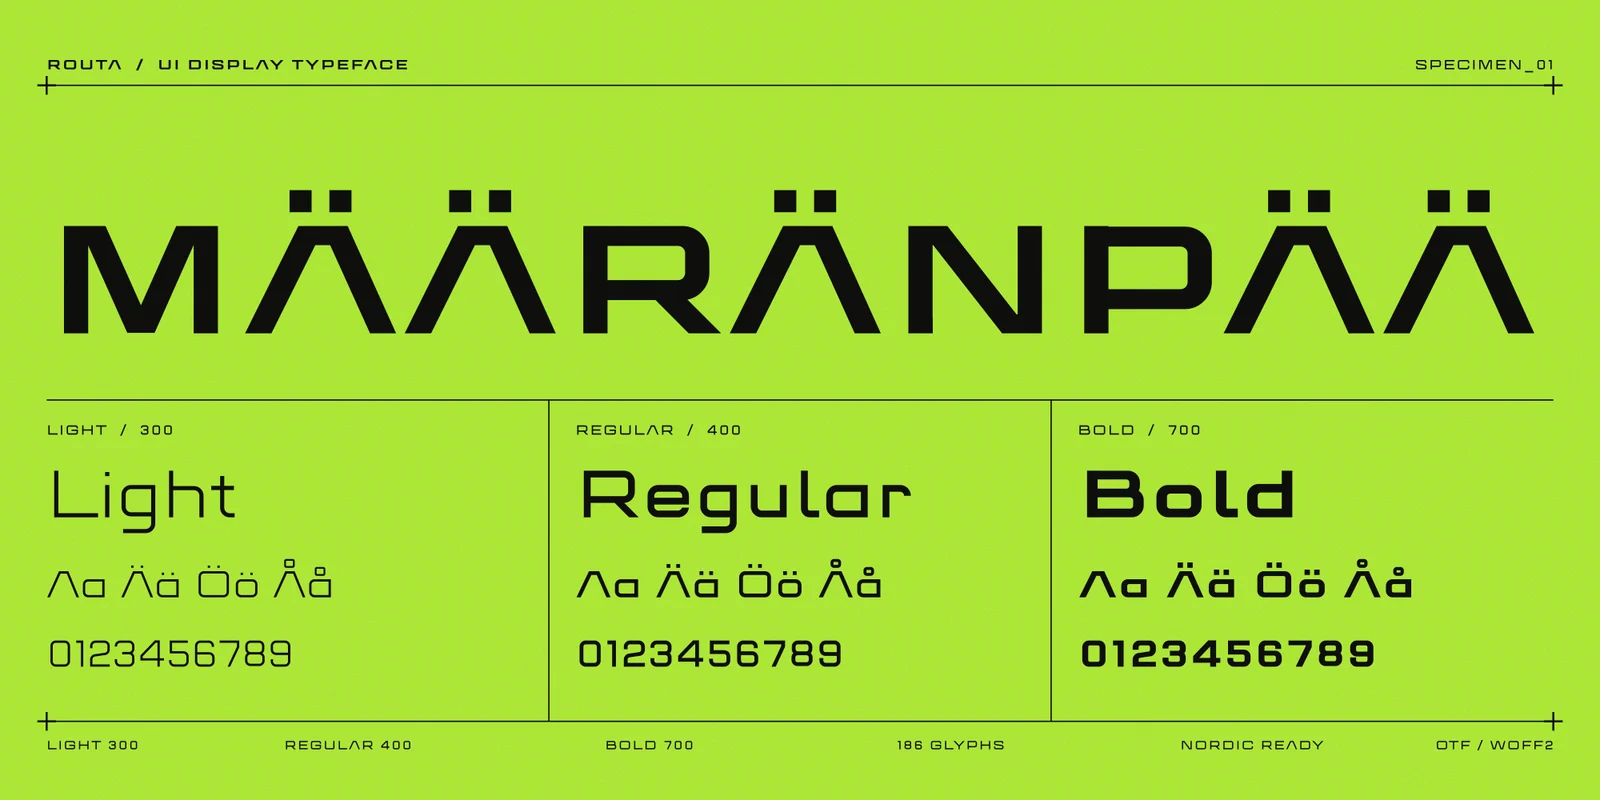 ROUTA / UI DISPLAY TYPEFACE
SPECIMEN_01
MÄÄRÄNPÄÄ
LIGHT / 300
Light
Aa Ää Öö Åå
0123456789
REGULAR / 400
Regular
Aa Ää Öö Åå
0123456789
BOLD / 700
Bold
Aa Ää Öö Åå
0123456789
LIGHT 300
REGULAR 400
BOLD 700
186 GLYPHS
NORDIC READY
OTF / WOFF2